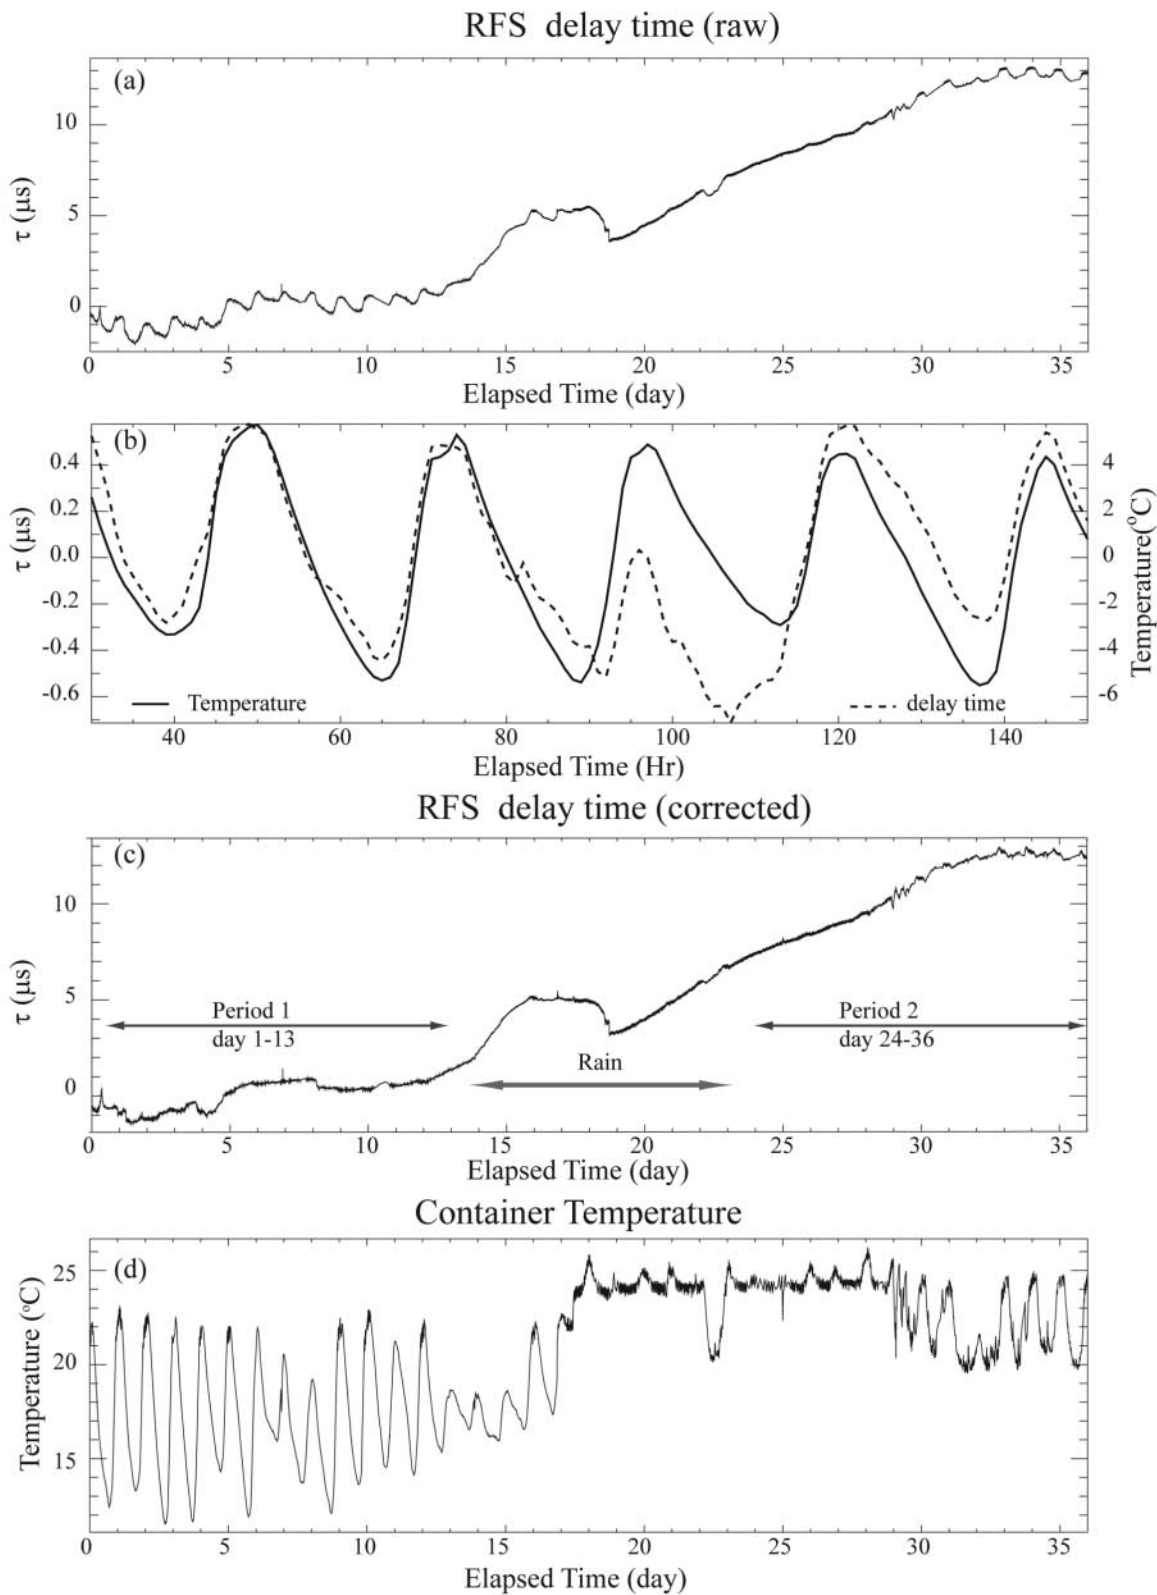 RFS delay time (raw)
(a)
10
5
0
τ (μs)
0 5 10 15 20 25 30 35
Elapsed Time (day)
(b)
0.4
0.2
0.0
-0.2
-0.4
-0.6
τ (μs)
4
2
0
-2
-4
-6
Temperature(°C)
Temperature
delay time
40 60 80 100 120 140
Elapsed Time (Hr)
RFS delay time (corrected)
(c)
10
5
0
τ (μs)
Period 1
day 1-13
Rain
Period 2
day 24-36
0 5 10 15 20 25 30 35
Elapsed Time (day)
Container Temperature
(d)
25
20
15
Temperature (°C)
0 5 10 15 20 25 30 35
Elapsed Time (day)